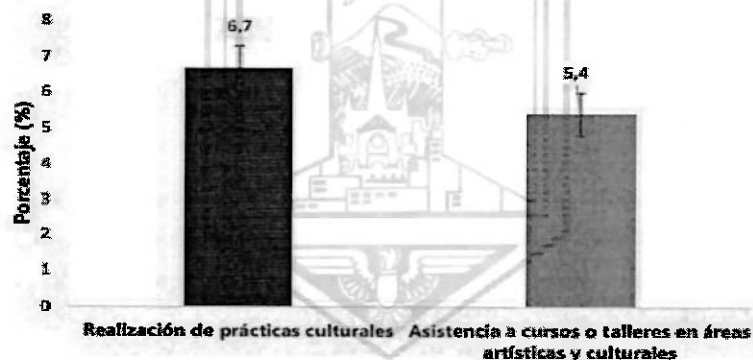 8
6,7
7
5,4
6
5
4
3
2
1
0
Porcentaje (%)
Realización de prácticas culturales
Asistencia a cursos o talleres en áreas
artísticas y culturales